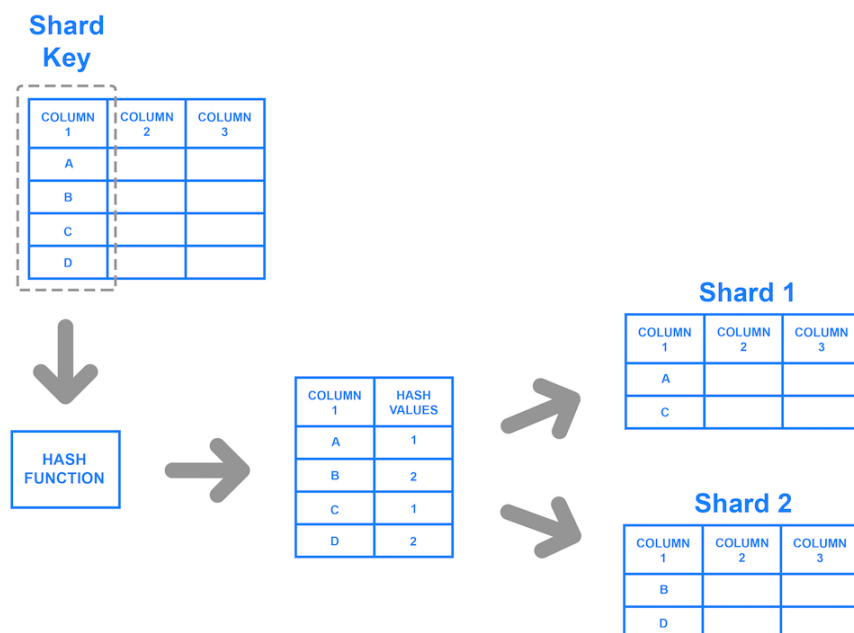 Shard
Key
COLUMN COLUMN COLUMN
1 2 3
A
B
C
D
HASH
FUNCTION
COLUMN HASH
1 VALUES
A 1
B 2
C 1
D 2
Shard 1
COLUMN COLUMN COLUMN
1 2 3
A
C
Shard 2
COLUMN COLUMN COLUMN
1 2 3
B
D